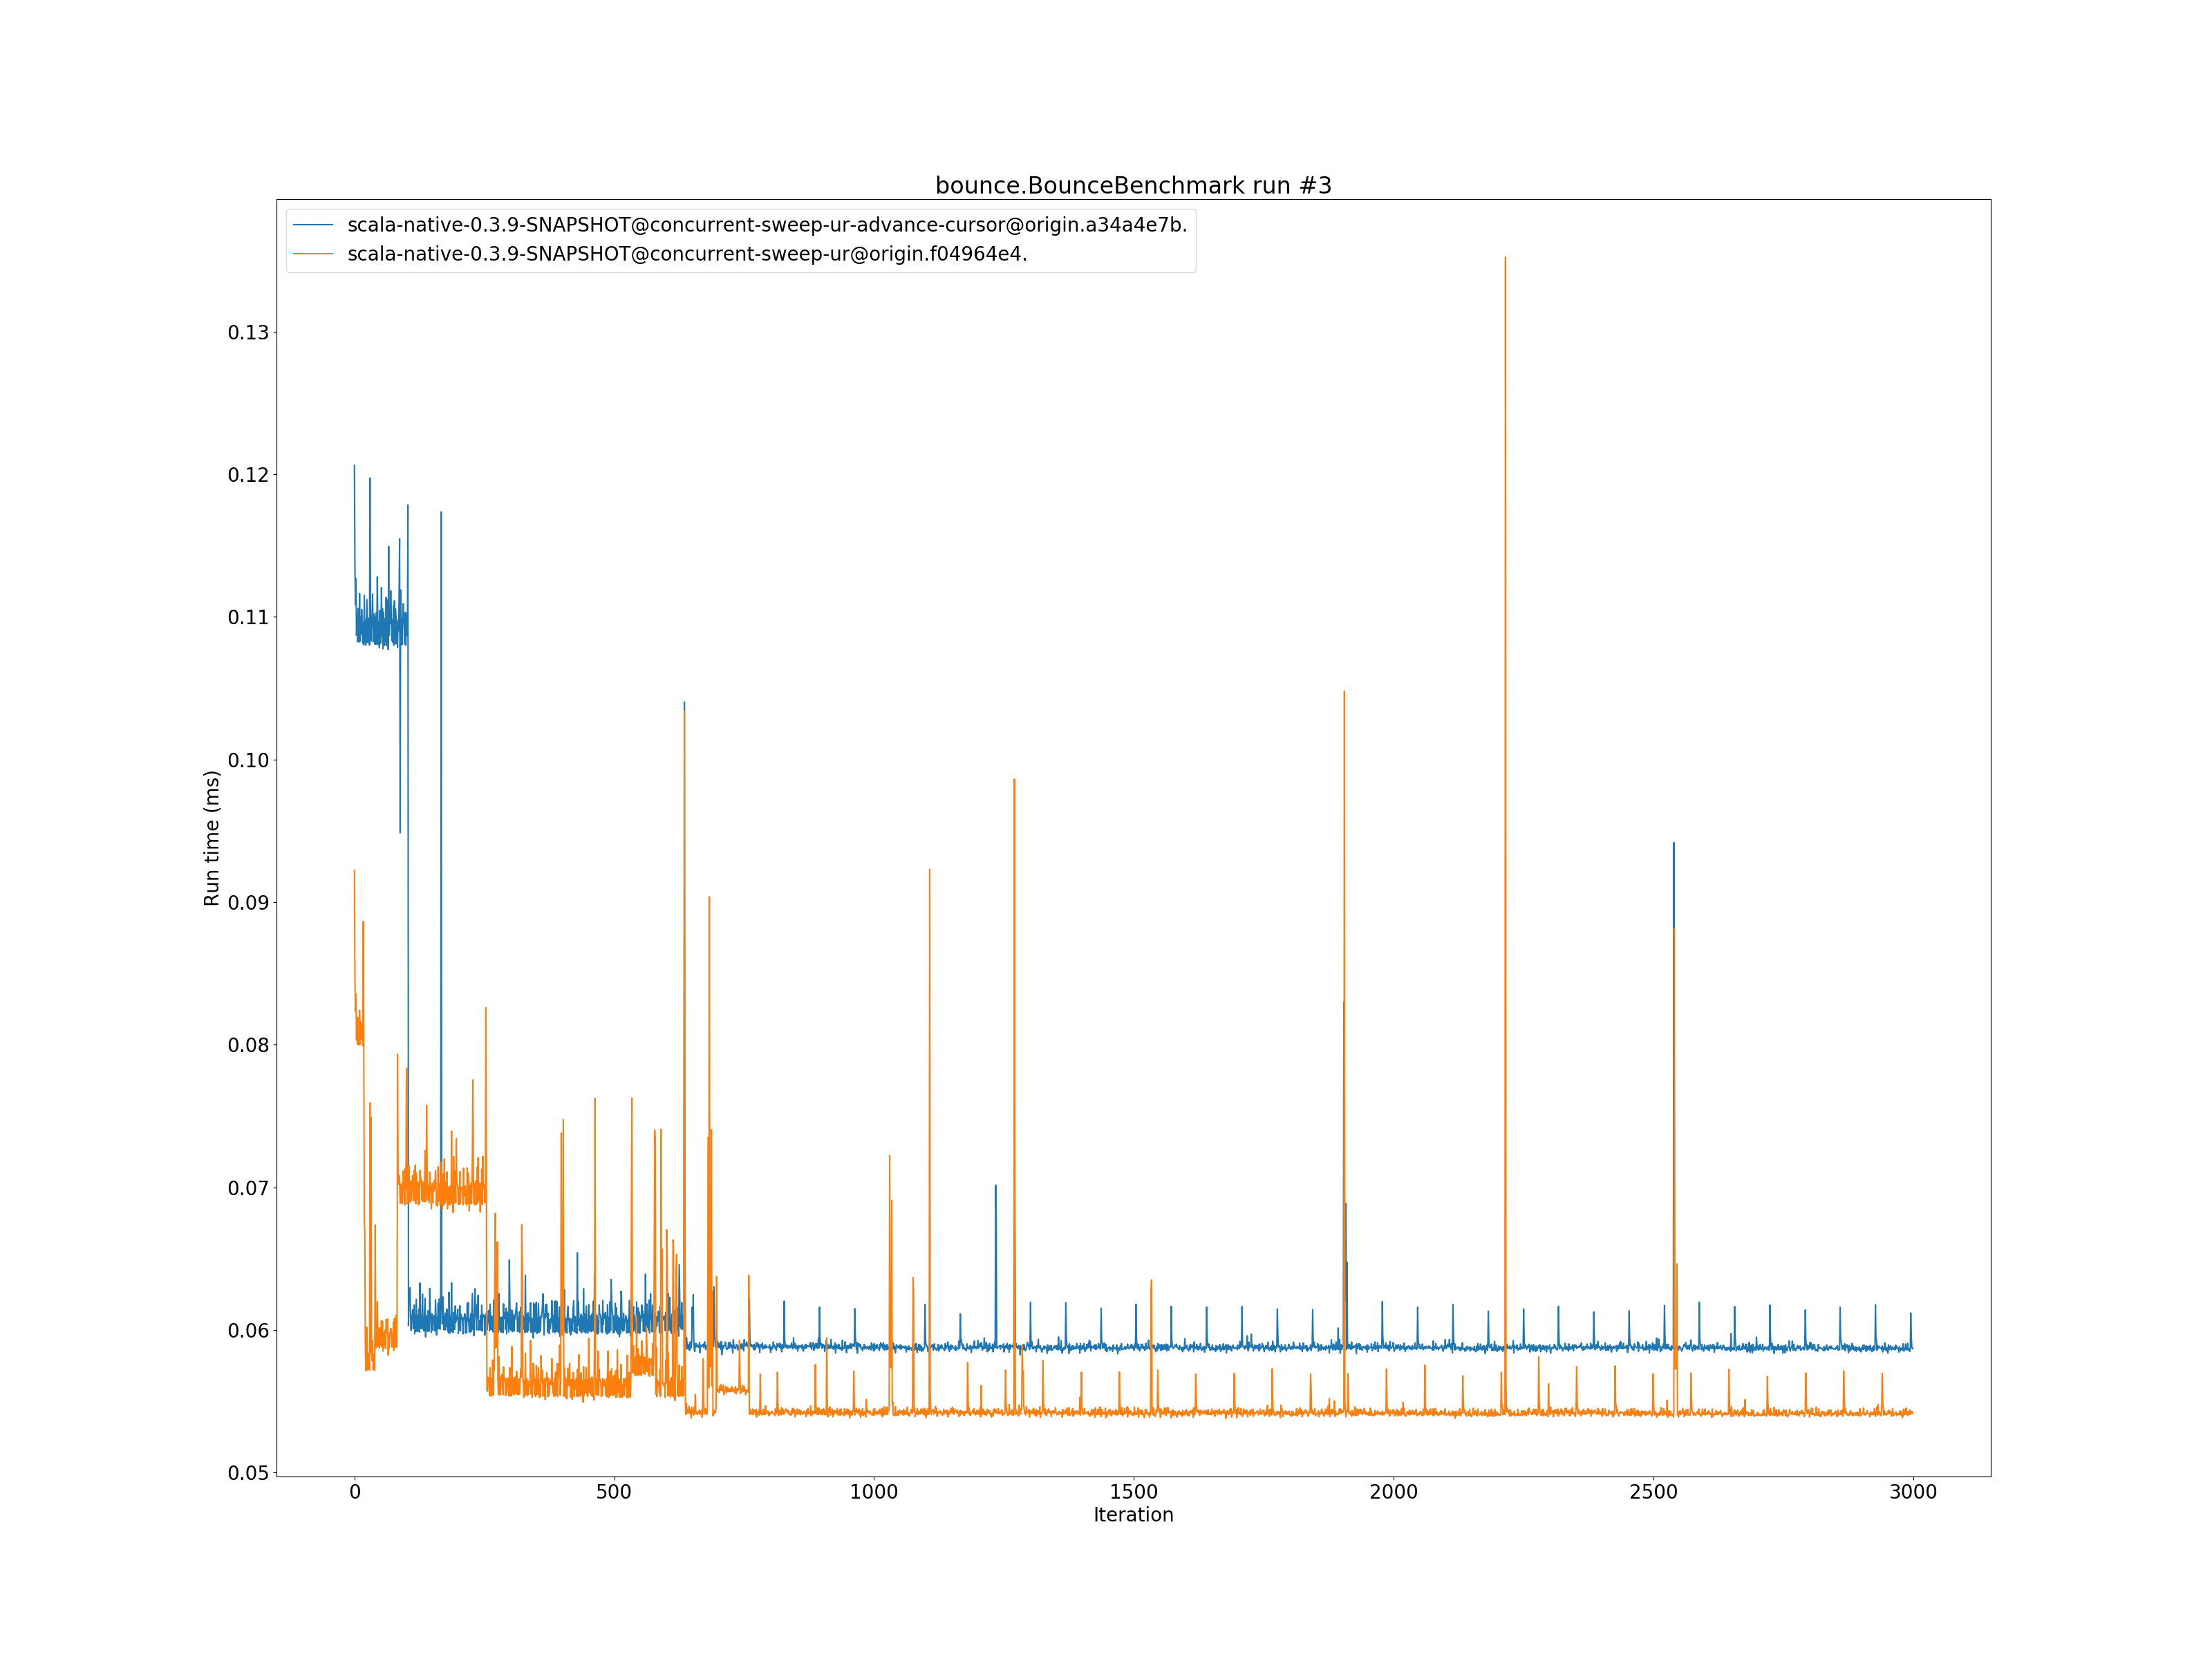 bounce.BounceBenchmark run #3
scala-native-0.3.9-SNAPSHOT@concurrent-sweep-ur-advance-cursor@origin.a34a4e7b.
scala-native-0.3.9-SNAPSHOT@concurrent-sweep-ur@origin.f04964e4.
0.13
0.12
0.11
0.10
0.09
0.08
0.07
0.06
0.05
Run time (ms)
0 500 1000 1500 2000 2500 3000
Iteration